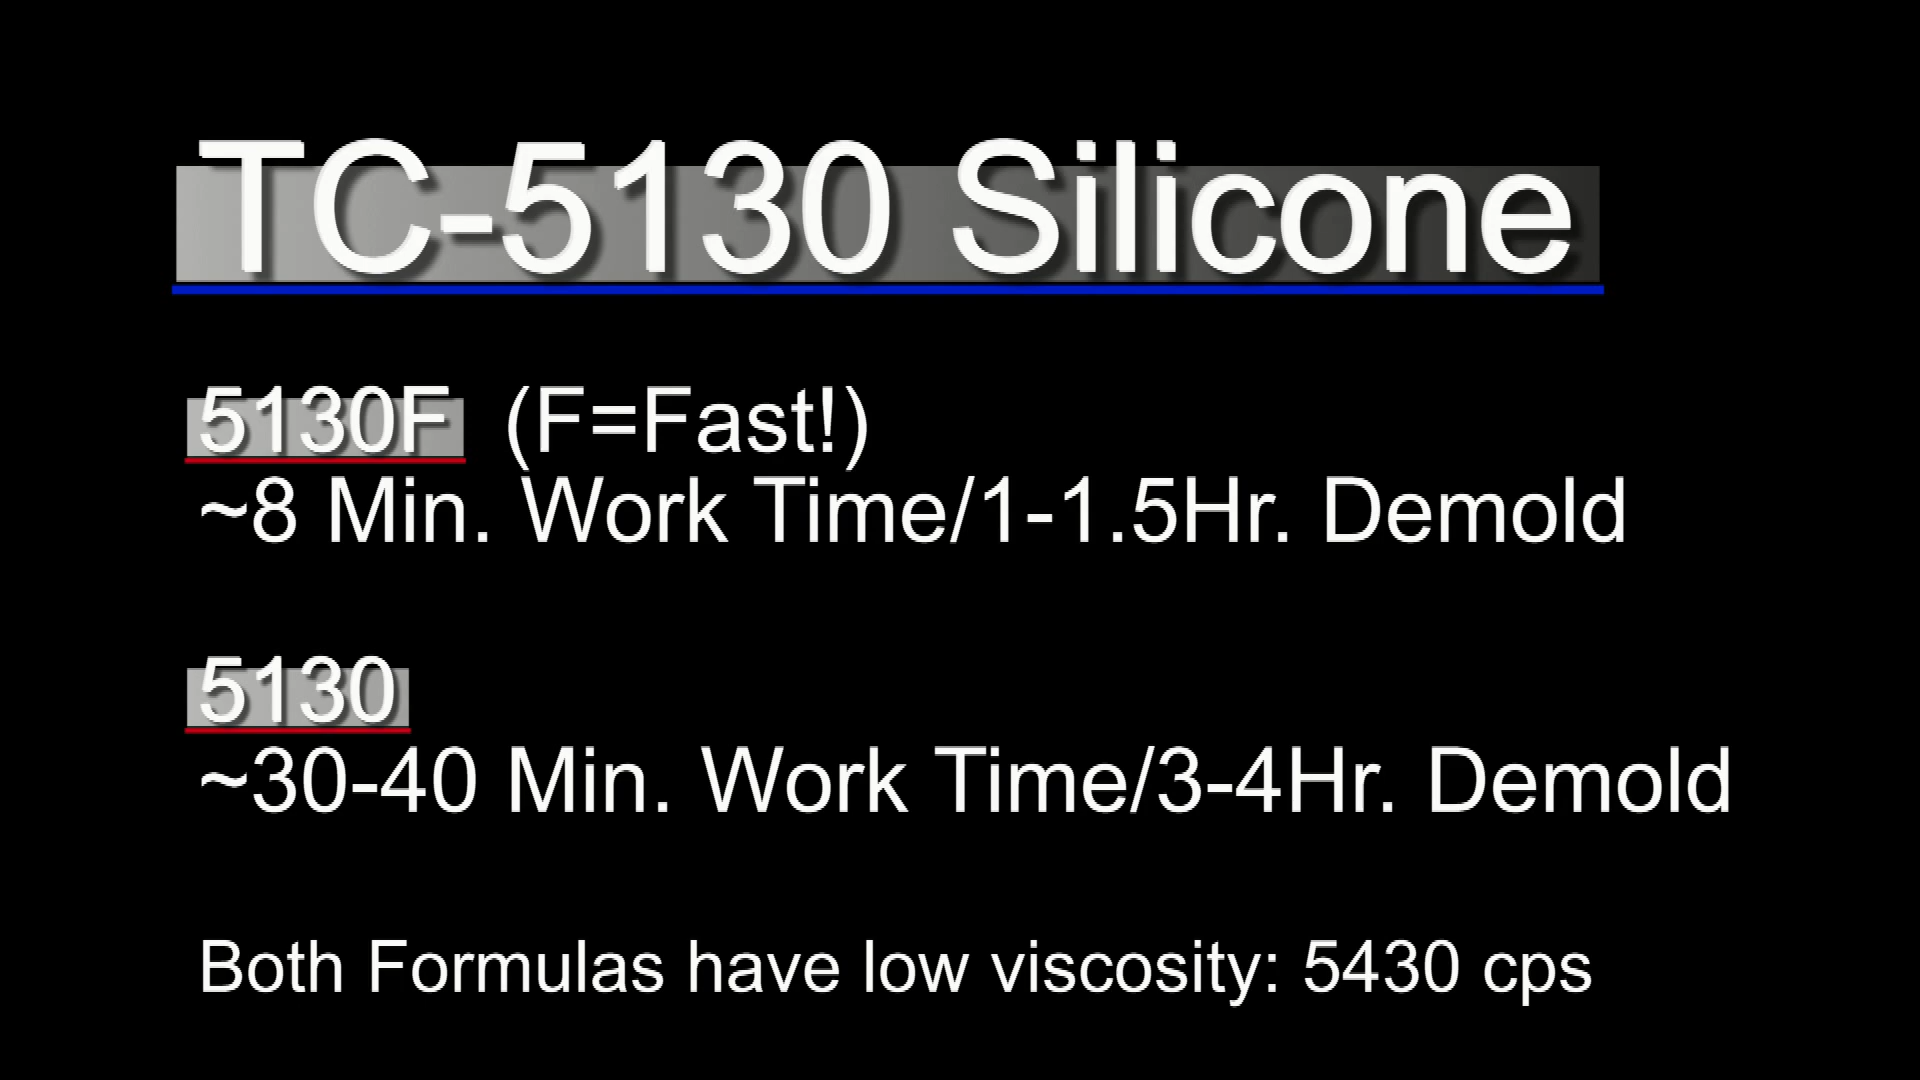 TC-5130 Silicone
5130F (F=Fast!)
~8 Min. Work Time/1-1.5Hr. Demold
5130
~30-40 Min. Work Time/3-4Hr. Demold
Both Formulas have low viscosity: 5430 cps